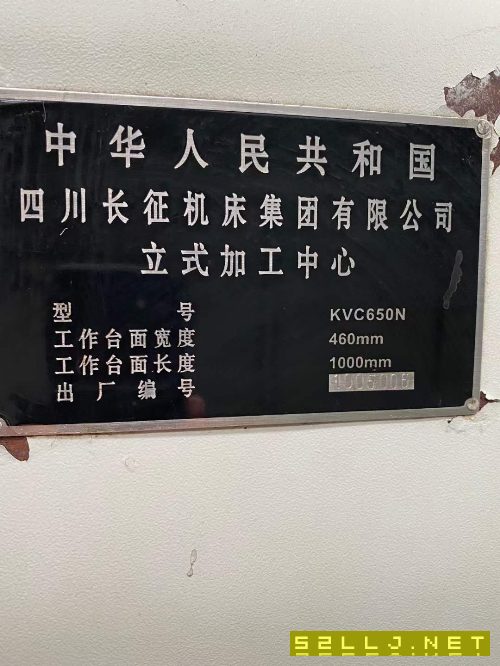 中华人民共和国
四川长征机床集团有限公司
立式加工中心
型 号 KVC650N
工作台面宽度 460mm
工作台面长度 1000mm
出厂编号
S2LLJ.NET